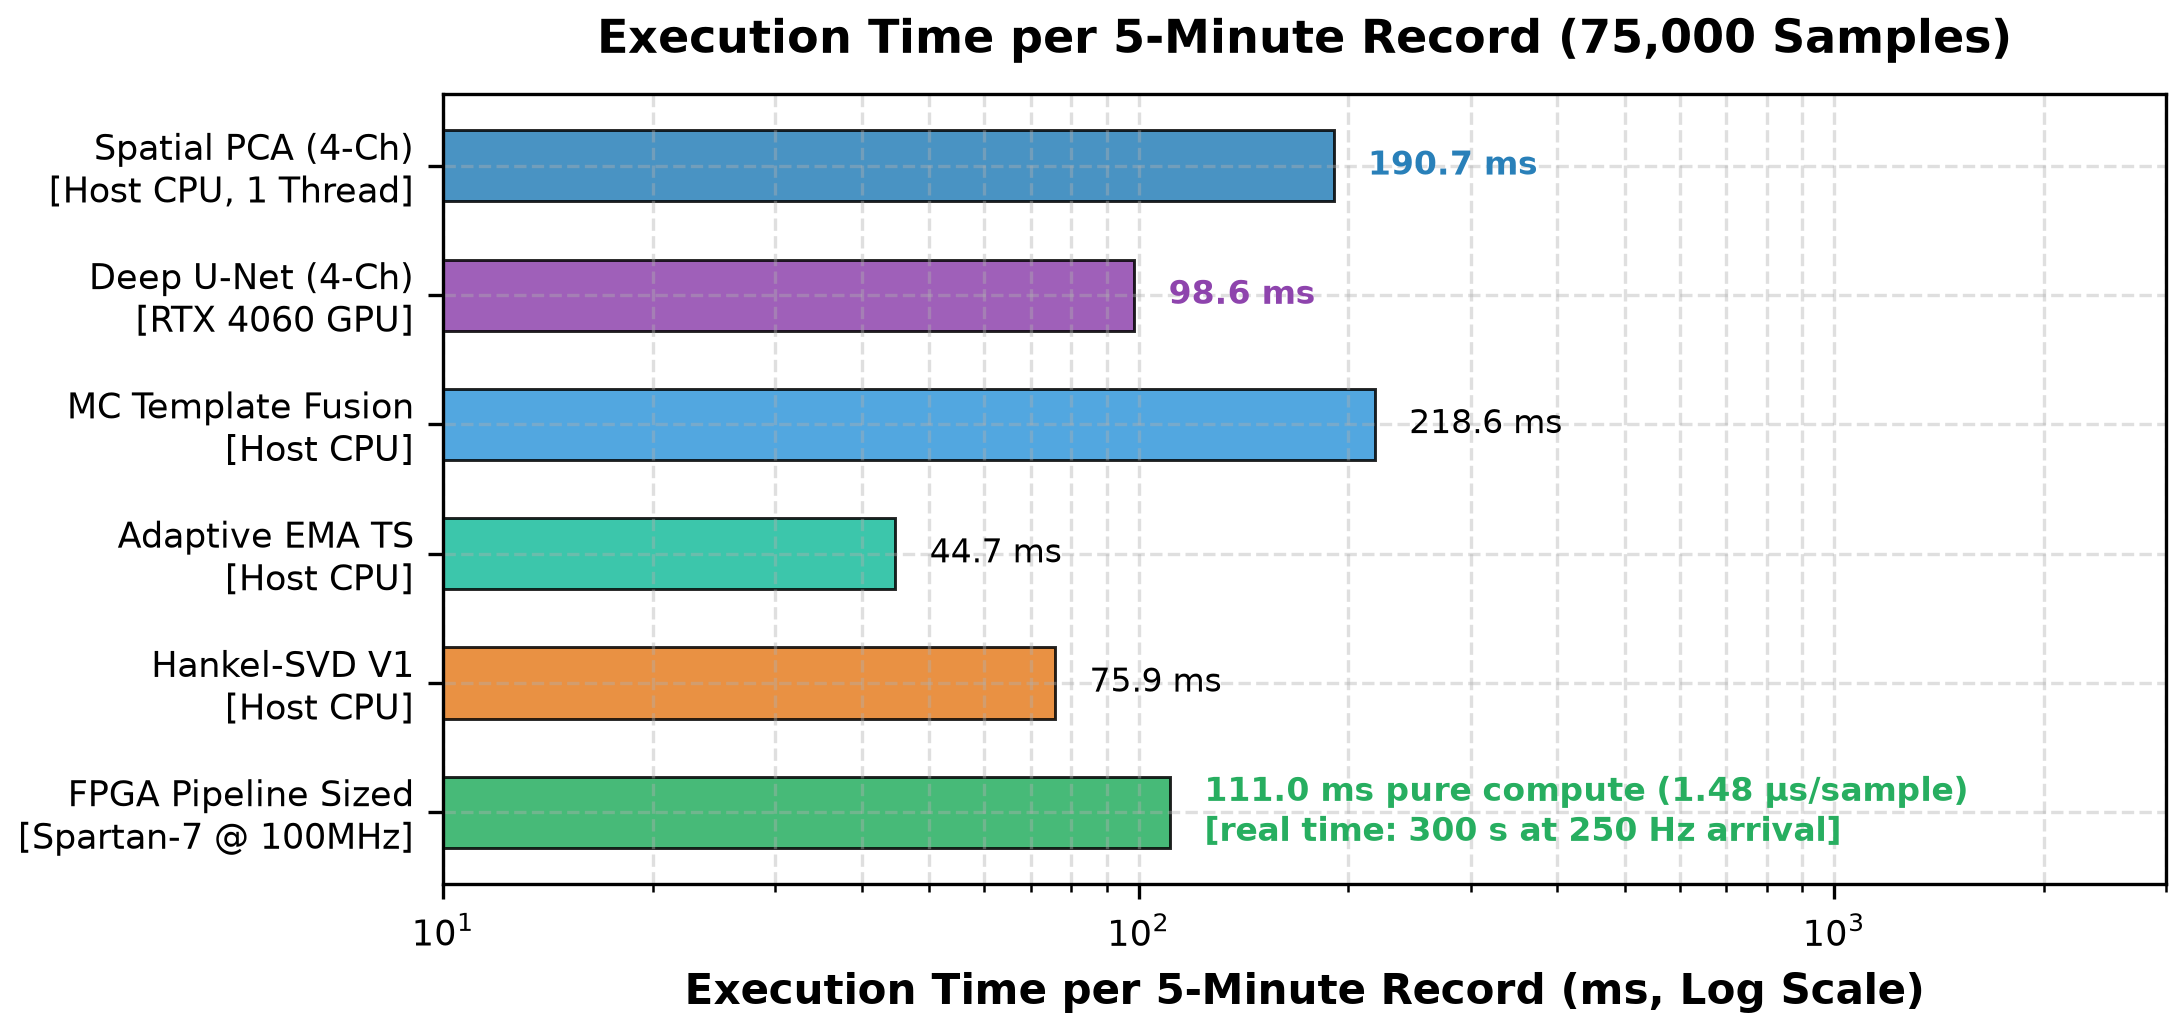 Execution Time per 5-Minute Record (75,000 Samples)
Spatial PCA (4-Ch)
[Host CPU, 1 Thread]
190.7 ms
Deep U-Net (4-Ch)
[RTX 4060 GPU]
98.6 ms
MC Template Fusion
[Host CPU]
218.6 ms
Adaptive EMA TS
[Host CPU]
44.7 ms
Hankel-SVD V1
[Host CPU]
75.9 ms
FPGA Pipeline Sized
[Spartan-7 @ 100MHz]
111.0 ms pure compute (1.48 µs/sample)
[real time: 300 s at 250 Hz arrival]
10¹ 10² 10³
Execution Time per 5-Minute Record (ms, Log Scale)